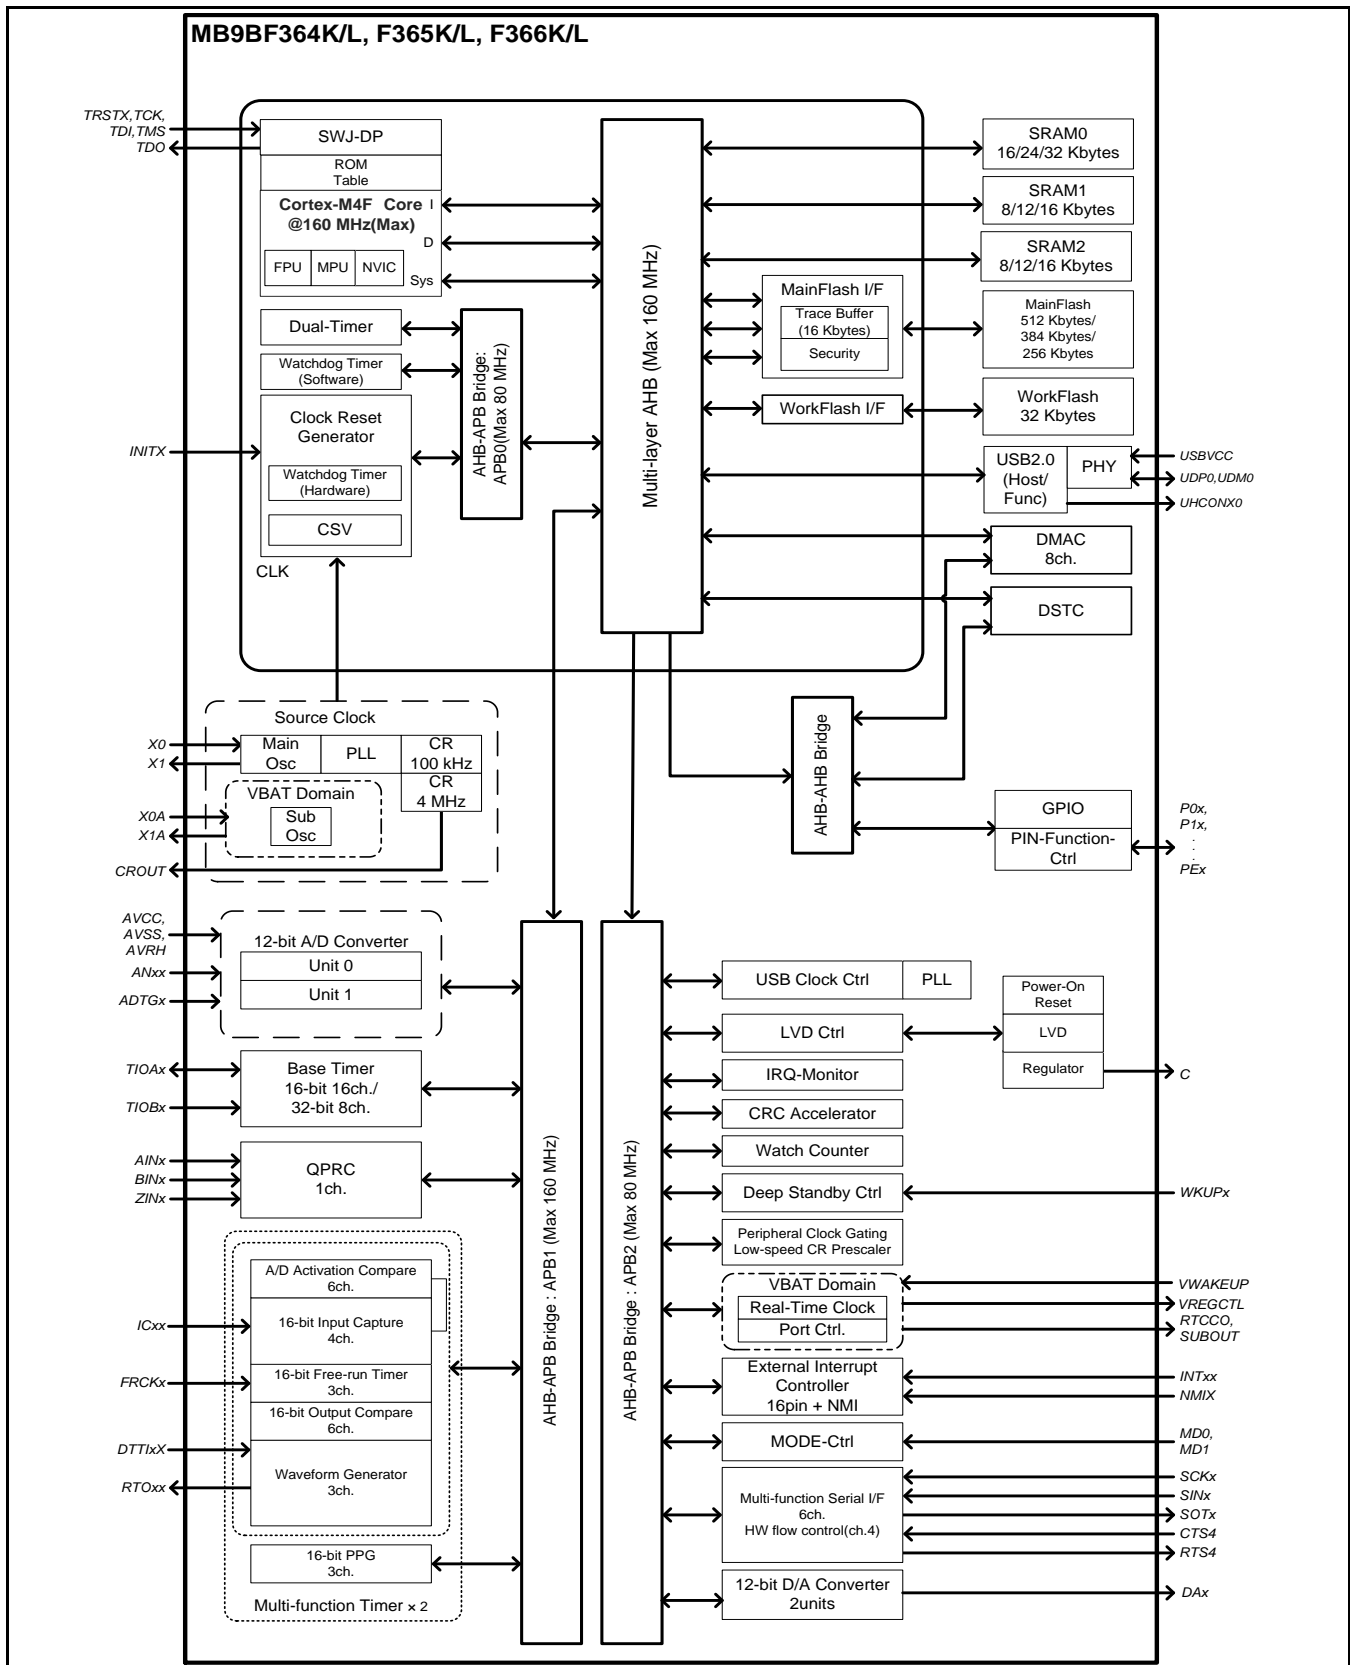 MB9BF364K/L, F365K/L, F366K/L
TRSTX,TCK,
TDI,TMS
TDO
SWJ-DP
ROM
Table
Cortex-M4F Core
@160 MHz(Max)
I
D
Sys
FPU
MPU
NVIC
Dual-Timer
Watchdog Timer
(Software)
Clock Reset
Generator
Watchdog Timer
(Hardware)
CSV
CLK
INITX
AHB-APB Bridge:
APB0(Max 80 MHz)
Multi-layer AHB (Max 160 MHz)
SRAM0
16/24/32 Kbytes
SRAM1
8/12/16 Kbytes
SRAM2
8/12/16 Kbytes
MainFlash I/F
Trace Buffer
(16 Kbytes)
Security
MainFlash
512 Kbytes/
384 Kbytes/
256 Kbytes
WorkFlash I/F
WorkFlash
32 Kbytes
USB2.0
(Host/
Func)
PHY
USBVCC
UDP0,UDM0
UHCONX0
DMAC
8ch.
DSTC
AHB-AHB Bridge
GPIO
PIN-Function-
Ctrl
P0x,
P1x,
.
.
PEx
Source Clock
X0
X1
Main
Osc
PLL
CR
100 kHz
CR
4 MHz
VBAT Domain
Sub
Osc
X0A
X1A
CROUT
AVCC,
AVSS,
AVRH
ANxx
ADTGx
12-bit A/D Converter
Unit 0
Unit 1
TIOAx
TIOBx
Base Timer
16-bit 16ch./
32-bit 8ch.
AINx
BINx
ZINx
QPRC
1ch.
A/D Activation Compare
6ch.
ICxx
16-bit Input Capture
4ch.
FRCKx
16-bit Free-run Timer
3ch.
16-bit Output Compare
6ch.
DTTIxX
RTOxx
Waveform Generator
3ch.
16-bit PPG
3ch.
Multi-function Timer × 2
AHB-APB Bridge : APB1 (Max 160 MHz)
AHB-APB Bridge : APB2 (Max 80 MHz)
USB Clock Ctrl
PLL
LVD Ctrl
Power-On
Reset
LVD
Regulator
C
IRQ-Monitor
CRC Accelerator
Watch Counter
Deep Standby Ctrl
WKUPx
Peripheral Clock Gating
Low-speed CR Prescaler
VBAT Domain
Real-Time Clock
Port Ctrl.
VWAKEUP
VREGCTL
RTCCO,
SUBOUT
External Interrupt
Controller
16pin + NMI
INTxx
NMIX
MODE-Ctrl
MD0,
MD1
Multi-function Serial I/F
6ch.
HW flow control(ch.4)
SCKx
SINx
SOTx
CTS4
RTS4
12-bit D/A Converter
2units
DAx